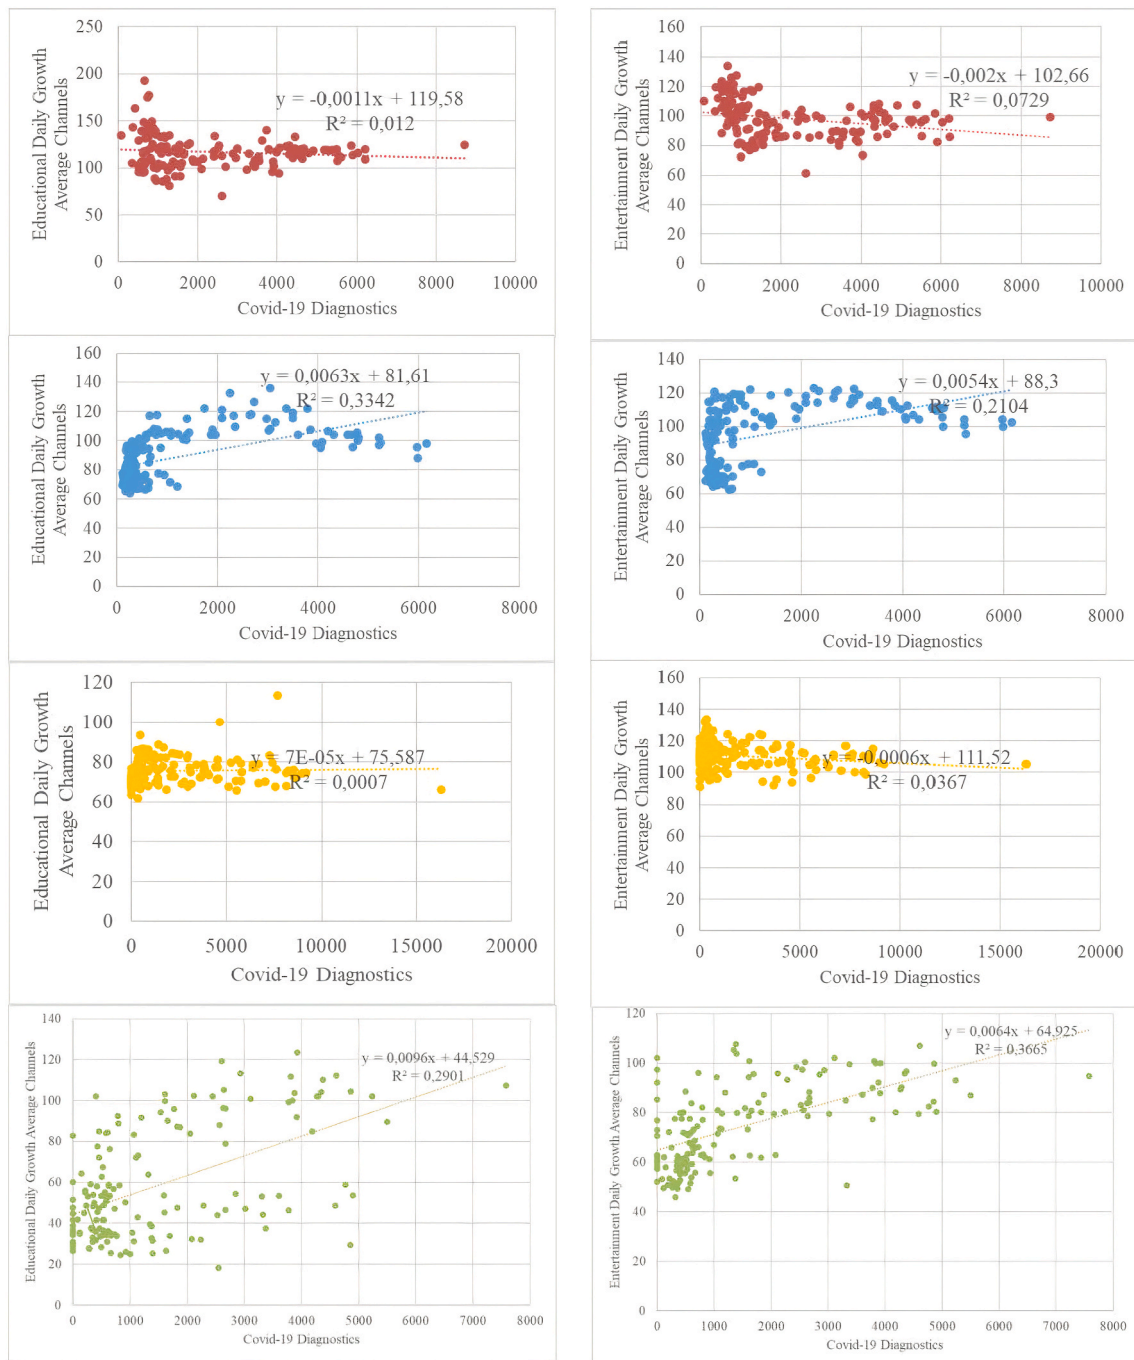 Educational Daily Growth
Average Channels
250
200
150
100
50
0
y = -0,0011x + 119,58
R² = 0,012
0 2000 4000 6000 8000 10000
Covid-19 Diagnostics
Entertainment Daily Growth
Average Channels
160
140
120
100
80
60
40
20
0
y = -0,002x + 102,66
R² = 0,0729
0 2000 4000 6000 8000 10000
Covid-19 Diagnostics
Educational Daily Growth
Average Channels
160
140
120
100
80
60
40
20
0
y = 0,0063x + 81,61
R² = 0,3342
0 2000 4000 6000 8000
Covid-19 Diagnostics
Entertainment Daily Growth
Average Channels
140
120
100
80
60
40
20
0
y = 0,0054x + 88,3
R² = 0,2104
0 2000 4000 6000 8000
Covid-19 Diagnostics
Educational Daily Growth
Average Channels
120
100
80
60
40
20
0
y = 7E-05x + 75,587
R² = 0,0007
0 5000 10000 15000 20000
Covid-19 Diagnostics
Entertainment Daily Growth
Average Channels
160
140
120
100
80
60
40
20
0
y = -0,0006x + 111,52
R² = 0,0367
0 5000 10000 15000 20000
Covid-19 Diagnostics
Educational Daily Growth Average Channels
140
120
100
80
60
40
20
0
y = 0,0096x + 44,529
R² = 0,2901
0 1000 2000 3000 4000 5000 6000 7000 8000
Covid-19 Diagnostics
Entertainment Daily Growth Average Channels
120
100
80
60
40
20
0
y = 0,0064x + 64,925
R² = 0,3665
0 1000 2000 3000 4000 5000 6000 7000 8000
Covid-19 Diagnostics